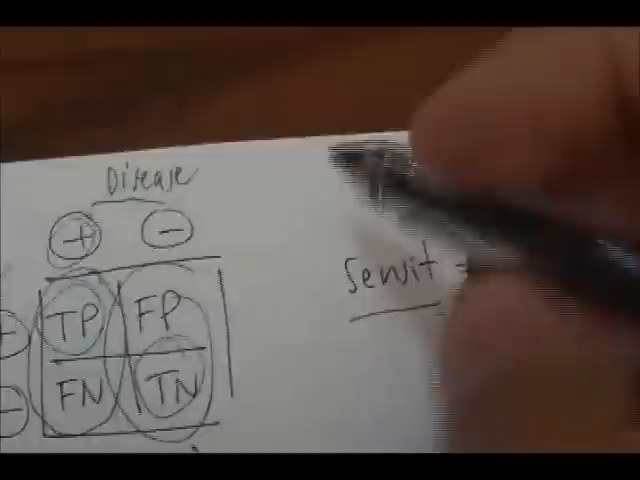 Disease
+ -
Sensit =
+ TP FP
- FN TN